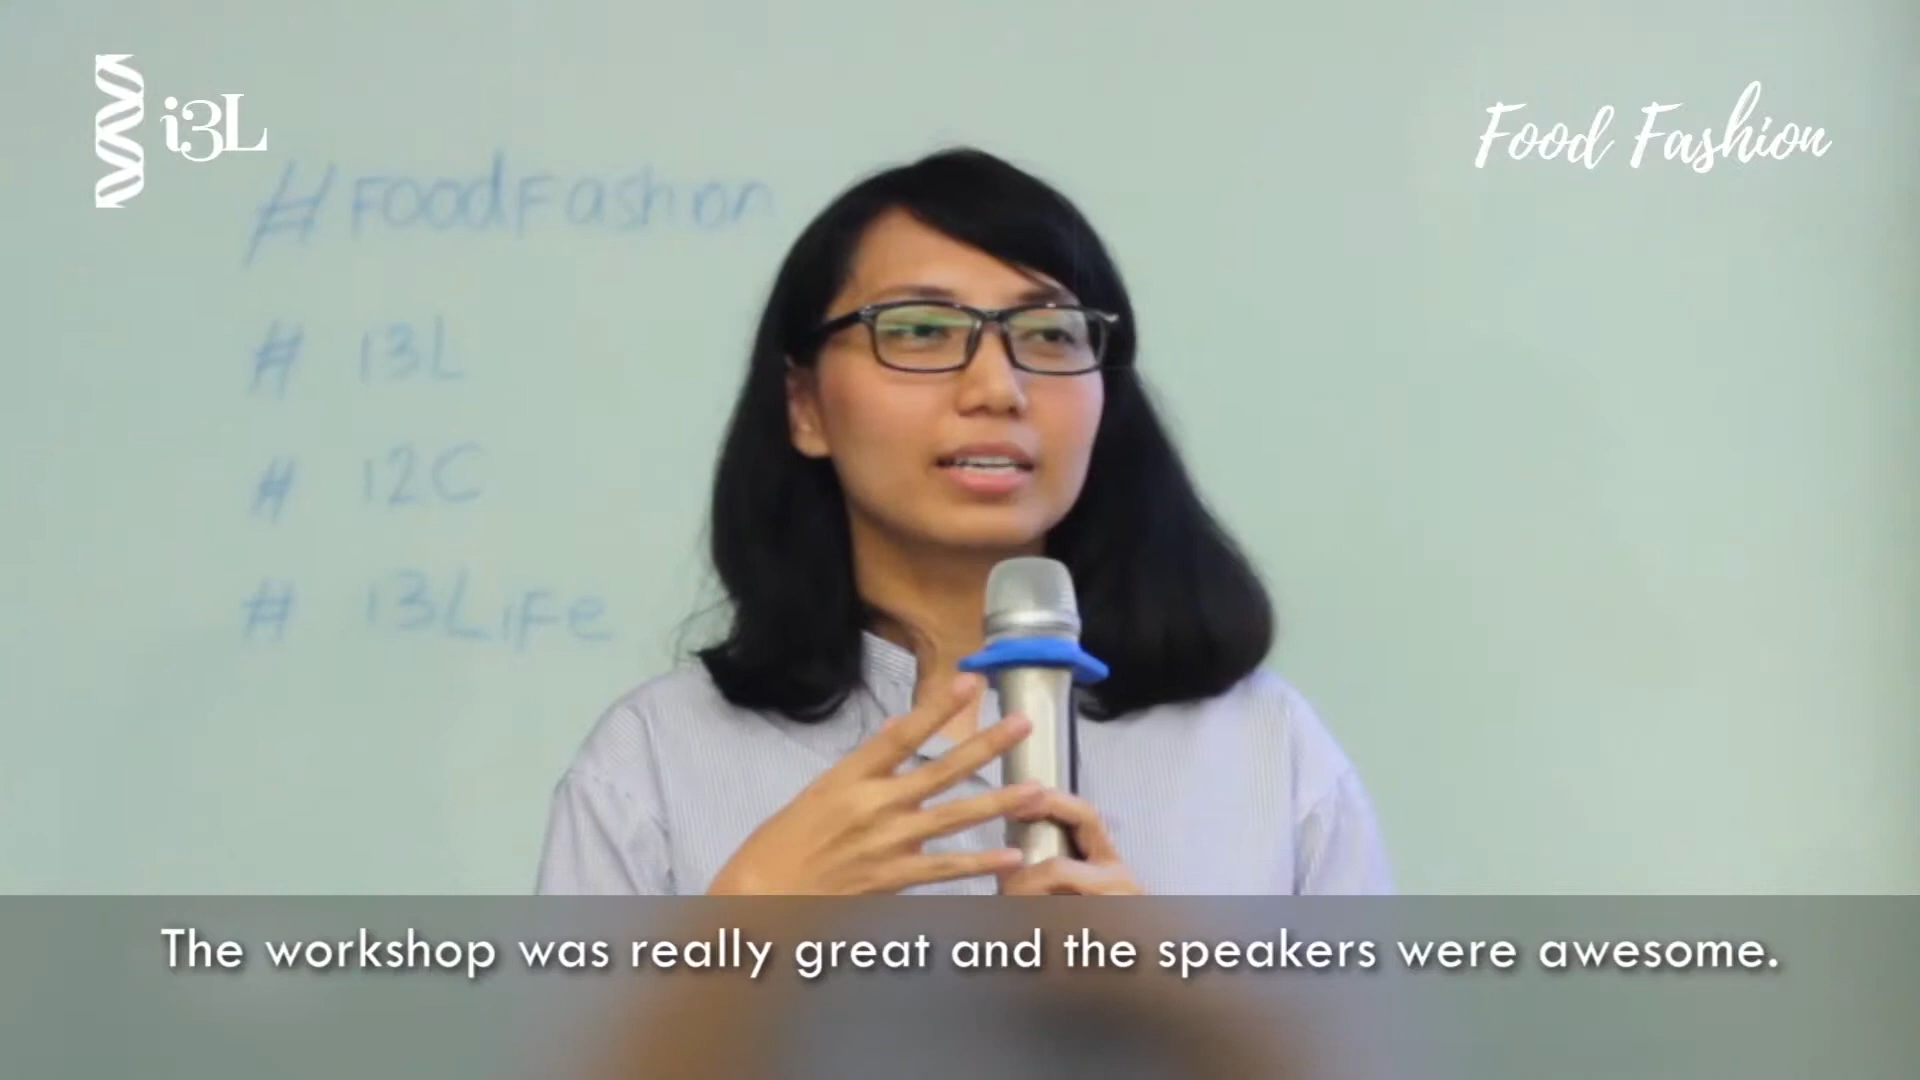 i3L
Food Fashion
#FoodFashion
# i3L
# i2C
# i3Life
The workshop was really great and the speakers were awesome.